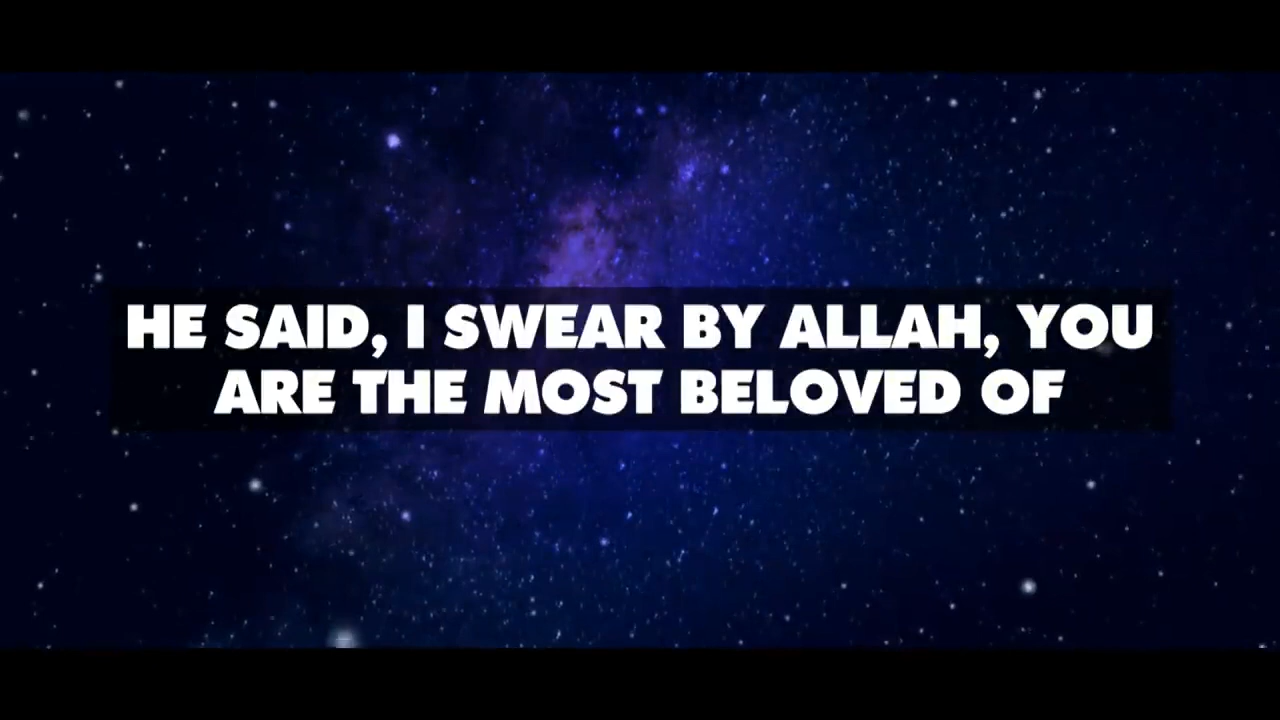 HE SAID, I SWEAR BY ALLAH, YOU
ARE THE MOST BELOVED OF